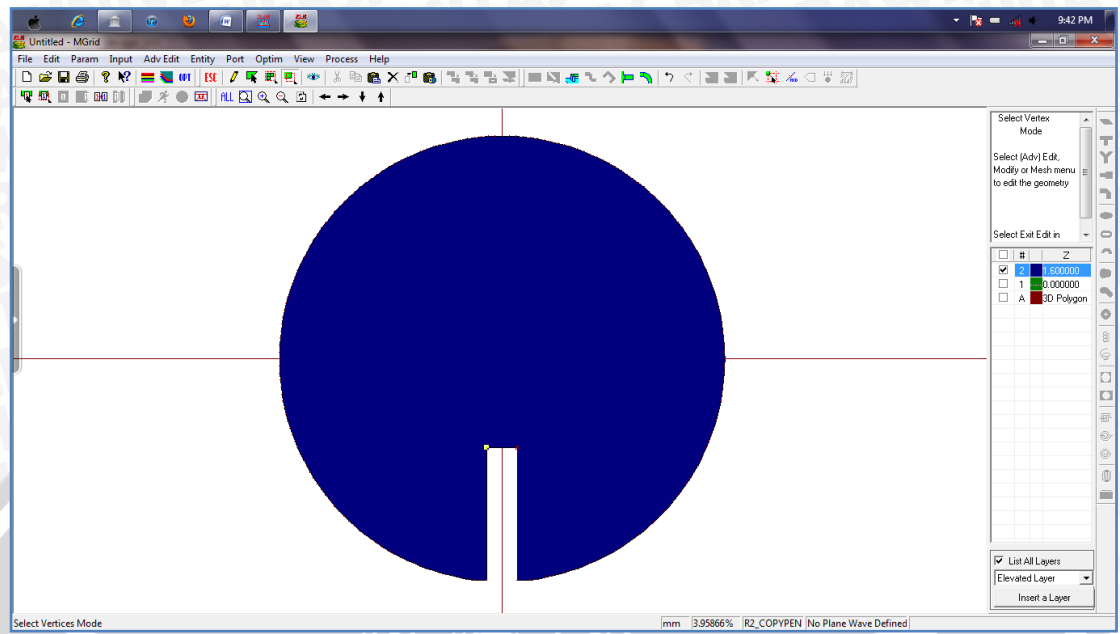 9:42 PM
Untitled - MGrid
File Edit Param Input Adv Edit Entity Port Optim View Process Help
OPT ESC
ALL
Select Vertex
Mode
Select (Adv) Edit,
Modify or Mesh menu
to edit the geometry
Select Exit Edit in
# Z
2 1.600000
1 0.000000
A 3D Polygon
List All Layers
Elevated Layer
Insert a Layer
Select Vertices Mode mm 3.95866% R2_COPYPEN No Plane Wave Defined